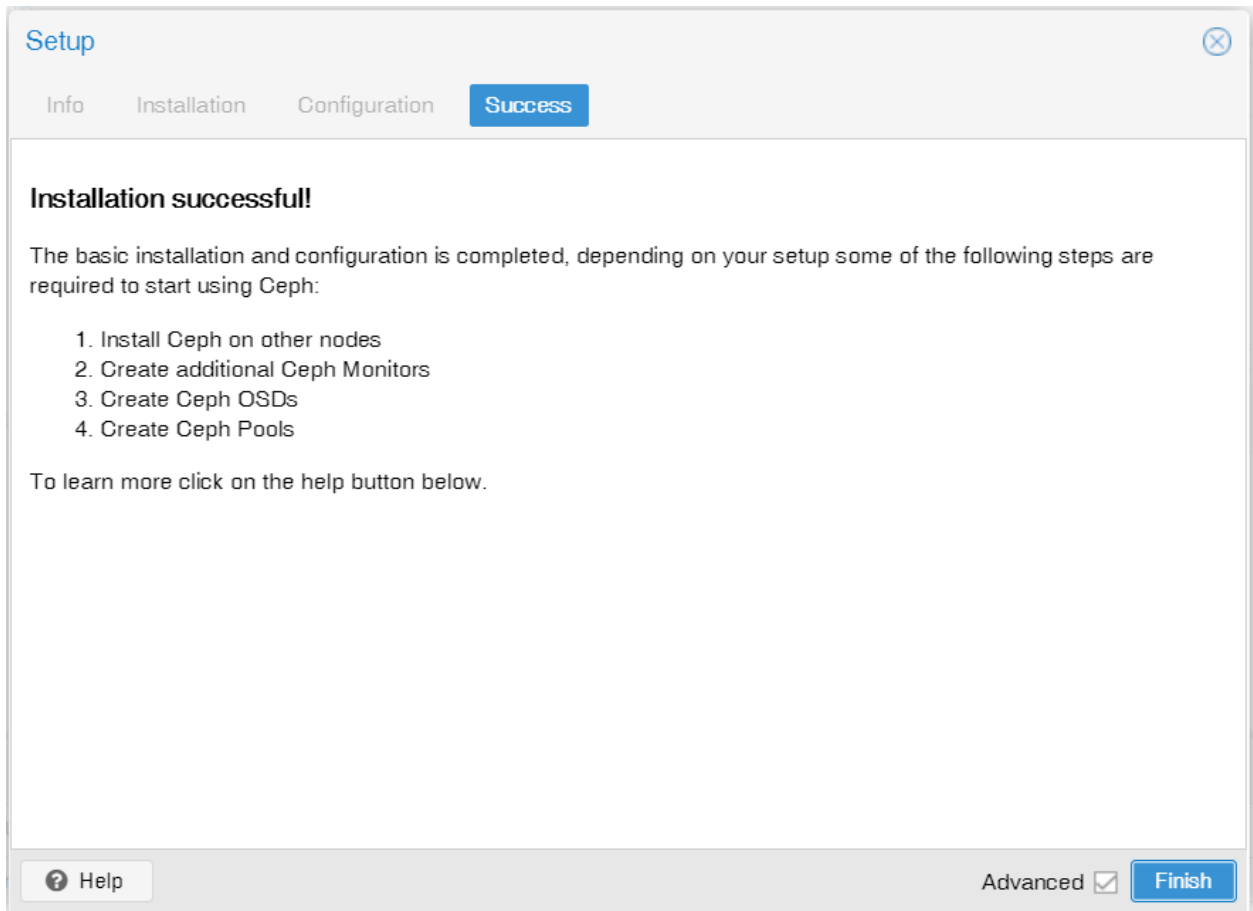 Setup
Info Installation Configuration Success
Installation successful!
The basic installation and configuration is completed, depending on your setup some of the following steps are
required to start using Ceph:
1. Install Ceph on other nodes
2. Create additional Ceph Monitors
3. Create Ceph OSDs
4. Create Ceph Pools
To learn more click on the help button below.
Help Advanced Finish